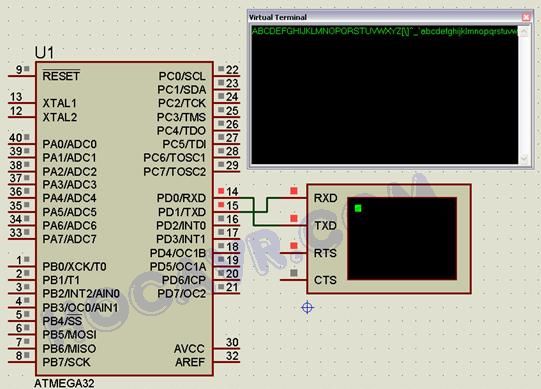 Virtual Terminal
ABCDEFGHIJKLMNOPQRSTUVWXYZ[\]^_`abcdefghijklmnopqrstuvw
U1
9 RESET
13 XTAL1
12 XTAL2
40 PA0/ADC0
39 PA1/ADC1
38 PA2/ADC2
37 PA3/ADC3
36 PA4/ADC4
35 PA5/ADC5
34 PA6/ADC6
33 PA7/ADC7
1 PB0/XCK/T0
2 PB1/T1
3 PB2/INT2/AIN0
4 PB3/OC0/AIN1
5 PB4/SS
6 PB5/MOSI
7 PB6/MISO
8 PB7/SCK
PC0/SCL 22
PC1/SDA 23
PC2/TCK 24
PC3/TMS 25
PC4/TDO 26
PC5/TDI 27
PC6/TOSC1 28
PC7/TOSC2 29
PD0/RXD 14
PD1/TXD 15
PD2/INT0 16
PD3/INT1 17
PD4/OC1B 18
PD5/OC1A 19
PD6/ICP 20
PD7/OC2 21
AVCC 30
AREF 32
ATMEGA32
RXD
TXD
RTS
CTS